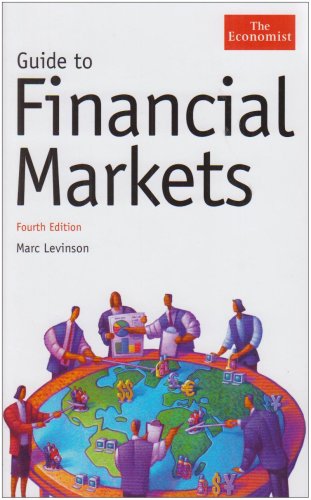 The
Economist
Guide to
Financial
Markets
Fourth Edition
Marc Levinson